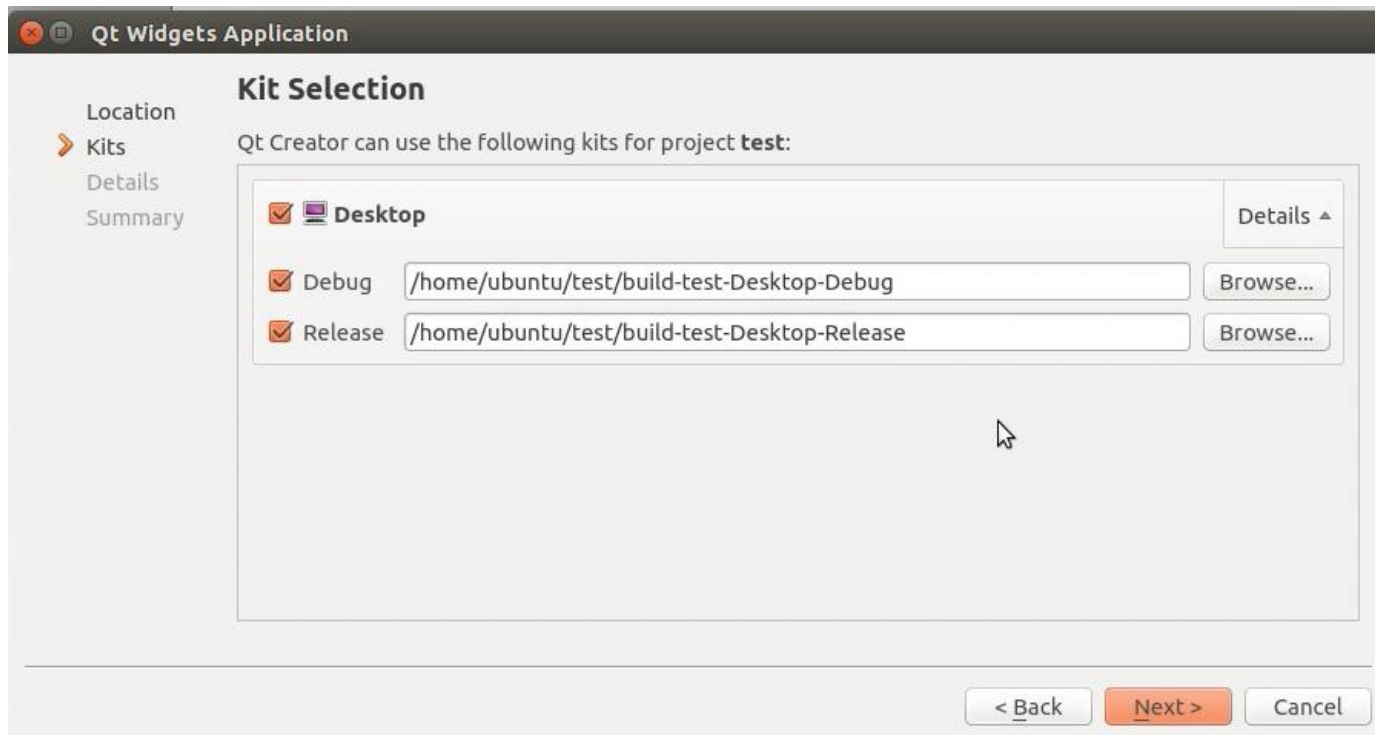 Qt Widgets Application
Location
Kits
Details
Summary
Kit Selection
Qt Creator can use the following kits for project test:
Desktop
Details
Debug /home/ubuntu/test/build-test-Desktop-Debug Browse...
Release /home/ubuntu/test/build-test-Desktop-Release Browse...
< Back Next > Cancel